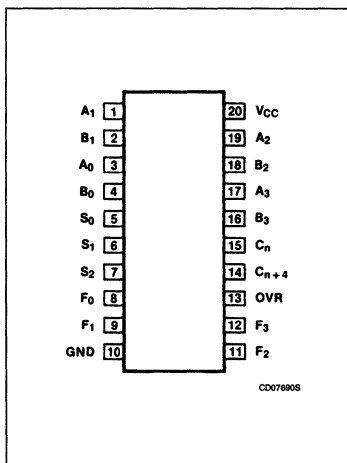 A1 1 20 VCC
B1 2 19 A2
A0 3 18 B2
B0 4 17 A3
S0 5 16 B3
S1 6 15 Cn
S2 7 14 Cn+4
F0 8 13 OVR
F1 9 12 F3
GND 10 11 F2
CD07690S